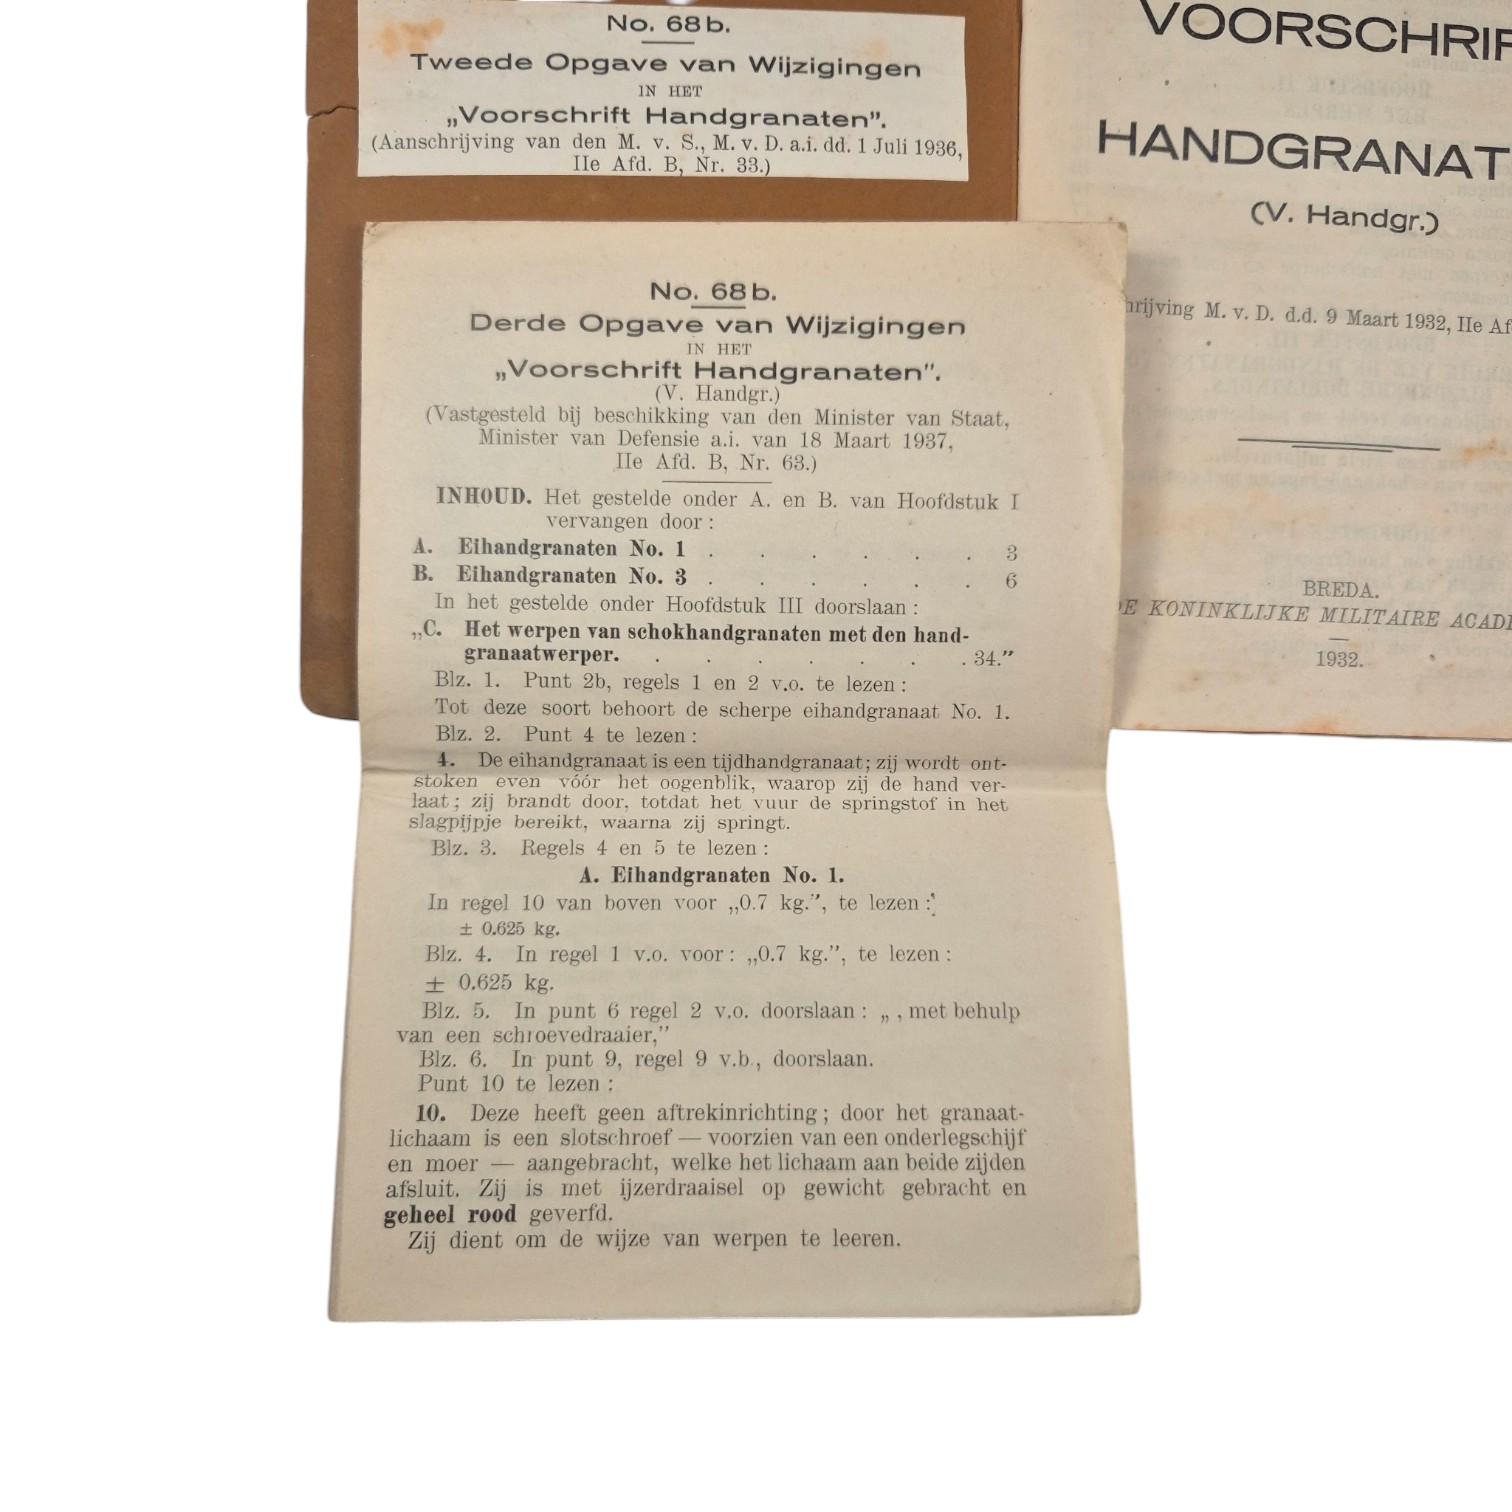 No. 68b.
Tweede Opgave van Wijzigingen
IN HET
„Voorschrift Handgranaten”.
(Aanschrijving van den M. v. S., M. v. D. a.i. dd. 1 Juli 1936,
IIe Afd. B, Nr. 33.)
No. 68b.
Derde Opgave van Wijzigingen
IN HET
„Voorschrift Handgranaten”.
(V. Handgr.)
(Vastgesteld bij beschikking van den Minister van Staat,
Minister van Defensie a.i. van 18 Maart 1937,
IIe Afd. B, Nr. 63.)
INHOUD. Het gestelde onder A. en B. van Hoofdstuk I
vervangen door :
A. Eihandgranaten No. 1 . . . . . . 3
B. Eihandgranaten No. 3 . . . . . . 6
In het gestelde onder Hoofdstuk III doorslaan :
„C. Het werpen van schokhandgranaten met den hand-
granaatwerper. . . . . . . . 34.”
Blz. 1. Punt 2b, regels 1 en 2 v.o. te lezen :
Tot deze soort behoort de scherpe eihandgranaat No. 1.
Blz. 2. Punt 4 te lezen :
4. De eihandgranaat is een tijdhandgranaat; zij wordt ont-
stoken even vóór het oogenblik, waarop zij de hand ver-
laat ; zij brandt door, totdat het vuur de springstof in het
slagpijpje bereikt, waarna zij springt.
Blz. 3. Regels 4 en 5 te lezen :
A. Eihandgranaten No. 1.
In regel 10 van boven voor „0.7 kg.”, te lezen :
± 0.625 kg.
Blz. 4. In regel 1 v.o. voor : „0.7 kg.”, te lezen :
± 0.625 kg.
Blz. 5. In punt 6 regel 2 v.o. doorslaan : „ , met behulp
van een schroevedraaier,”
Blz. 6. In punt 9, regel 9 v.b., doorslaan.
Punt 10 te lezen :
10. Deze heeft geen aftrekinrichting ; door het granaat-
lichaam is een slotschroef — voorzien van een onderlegschijf
en moer — aangebracht, welke het lichaam aan beide zijden
afsluit. Zij is met ijzerdraaisel op gewicht gebracht en
geheel rood geverfd.
Zij dient om de wijze van werpen te leeren.
VOORSCHRIF
HANDGRANAT
(V. Handgr.)
hrijving M. v. D. d.d. 9 Maart 1932, IIe Af
BREDA.
DE KONINKLIJKE MILITAIRE ACAD
1932.